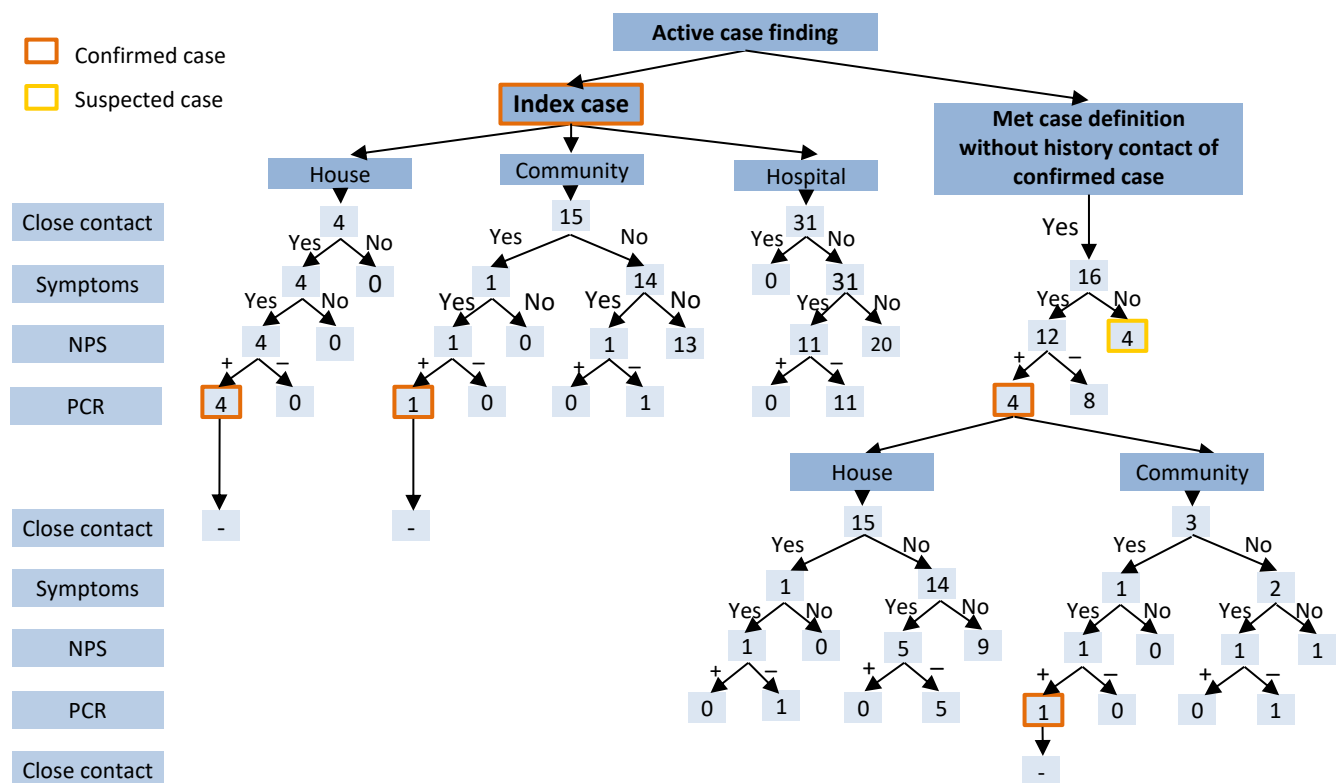 Active case finding
Confirmed case
Suspected case
Index case
Met case definition
without history contact of
confirmed case
House
Community
Hospital
Close contact
4
15
31
Yes
No
Yes
No
Yes
No
Yes
Symptoms
4
0
1
14
0
31
16
Yes
No
Yes
No
Yes
No
Yes
No
Yes
No
NPS
4
0
1
0
1
13
11
20
12
4
+
–
+
–
+
–
+
–
+
–
PCR
4
0
1
0
0
1
0
11
4
8
House
Community
Close contact
-
-
15
3
Yes
No
Yes
No
Symptoms
1
14
1
2
Yes
No
Yes
No
Yes
No
Yes
No
NPS
1
0
5
9
1
0
1
1
+
–
+
–
+
–
+
–
PCR
0
1
0
5
1
0
0
1
Close contact
-